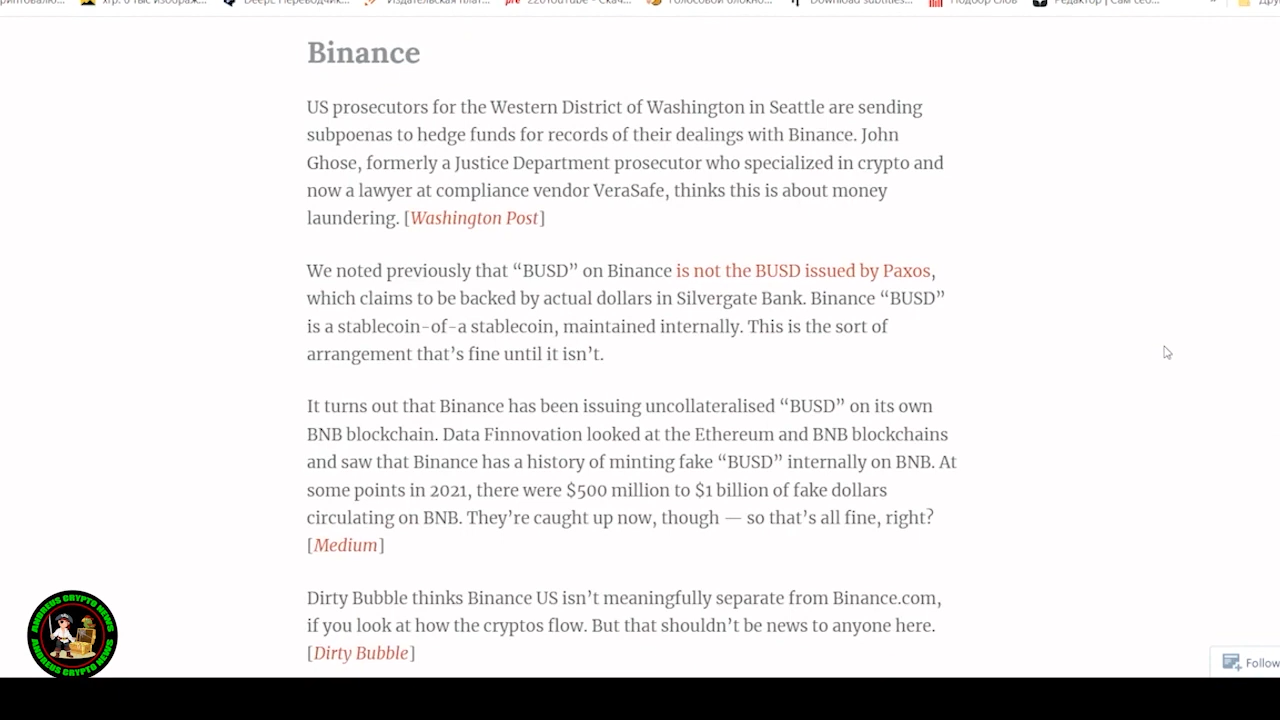 Binance
US prosecutors for the Western District of Washington in Seattle are sending
subpoenas to hedge funds for records of their dealings with Binance. John
Ghose, formerly a Justice Department prosecutor who specialized in crypto and
now a lawyer at compliance vendor VeraSafe, thinks this is about money
laundering. [Washington Post]
We noted previously that “BUSD” on Binance is not the BUSD issued by Paxos,
which claims to be backed by actual dollars in Silvergate Bank. Binance “BUSD”
is a stablecoin-of-a stablecoin, maintained internally. This is the sort of
arrangement that’s fine until it isn’t.
It turns out that Binance has been issuing uncollateralised “BUSD” on its own
BNB blockchain. Data Finnovation looked at the Ethereum and BNB blockchains
and saw that Binance has a history of minting fake “BUSD” internally on BNB. At
some points in 2021, there were $500 million to $1 billion of fake dollars
circulating on BNB. They’re caught up now, though — so that’s all fine, right?
[Medium]
Dirty Bubble thinks Binance US isn’t meaningfully separate from Binance.com,
if you look at how the cryptos flow. But that shouldn’t be news to anyone here.
[Dirty Bubble]
Follow
ANDREUS CRYPTO NEWS
ANDREUS CRYPTO NEWS